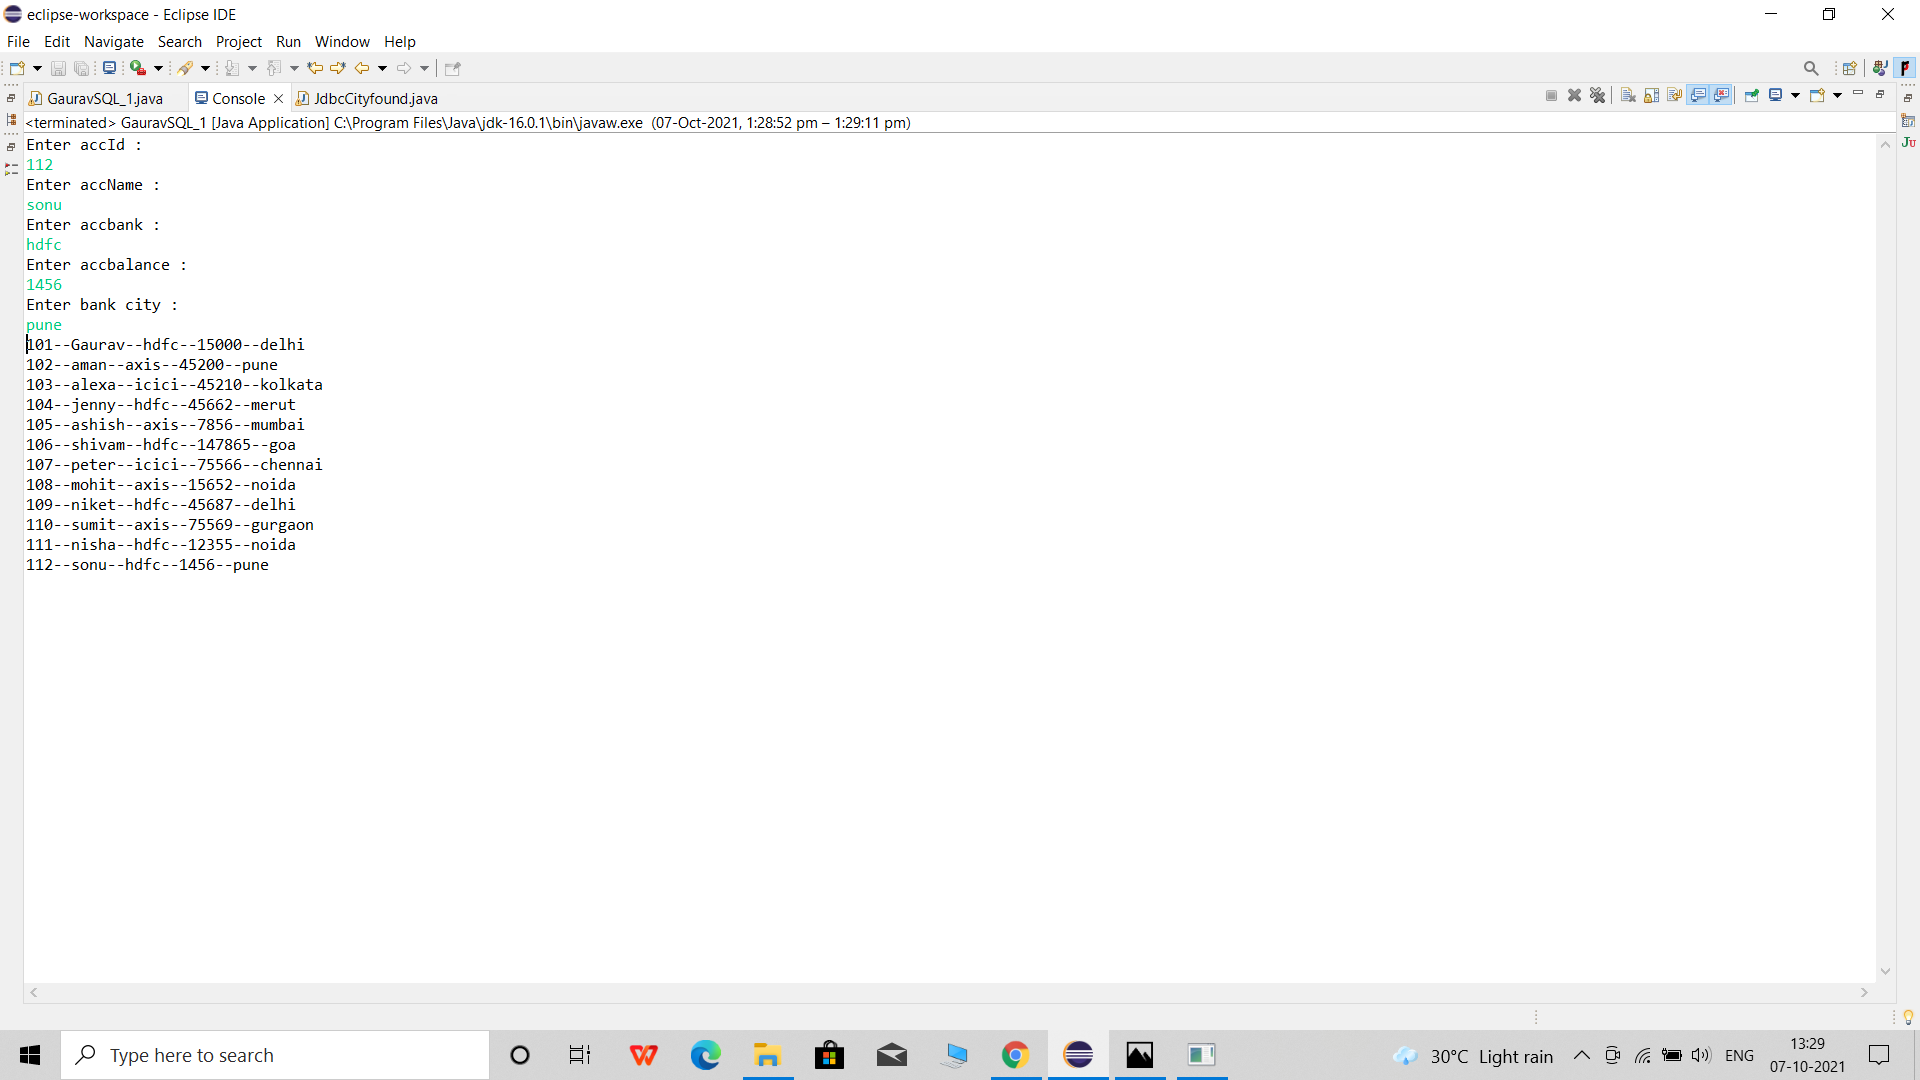 eclipse-workspace - Eclipse IDE
File Edit Navigate Search Project Run Window Help
GauravSQL_1.java Console JdbcCityfound.java
<terminated> GauravSQL_1 [Java Application] C:\Program Files\Java\jdk-16.0.1\bin\javaw.exe (07-Oct-2021, 1:28:52 pm – 1:29:11 pm)
Enter accId :
112
Enter accName :
sonu
Enter accbank :
hdfc
Enter accbalance :
1456
Enter bank city :
pune
101--Gaurav--hdfc--15000--delhi
102--aman--axis--45200--pune
103--alexa--icici--45210--kolkata
104--jenny--hdfc--45662--merut
105--ashish--axis--7856--mumbai
106--shivam--hdfc--147865--goa
107--peter--icici--75566--chennai
108--mohit--axis--15652--noida
109--niket--hdfc--45687--delhi
110--sumit--axis--75569--gurgaon
111--nisha--hdfc--12355--noida
112--sonu--hdfc--1456--pune
Type here to search
30°C Light rain
ENG
13:29
07-10-2021